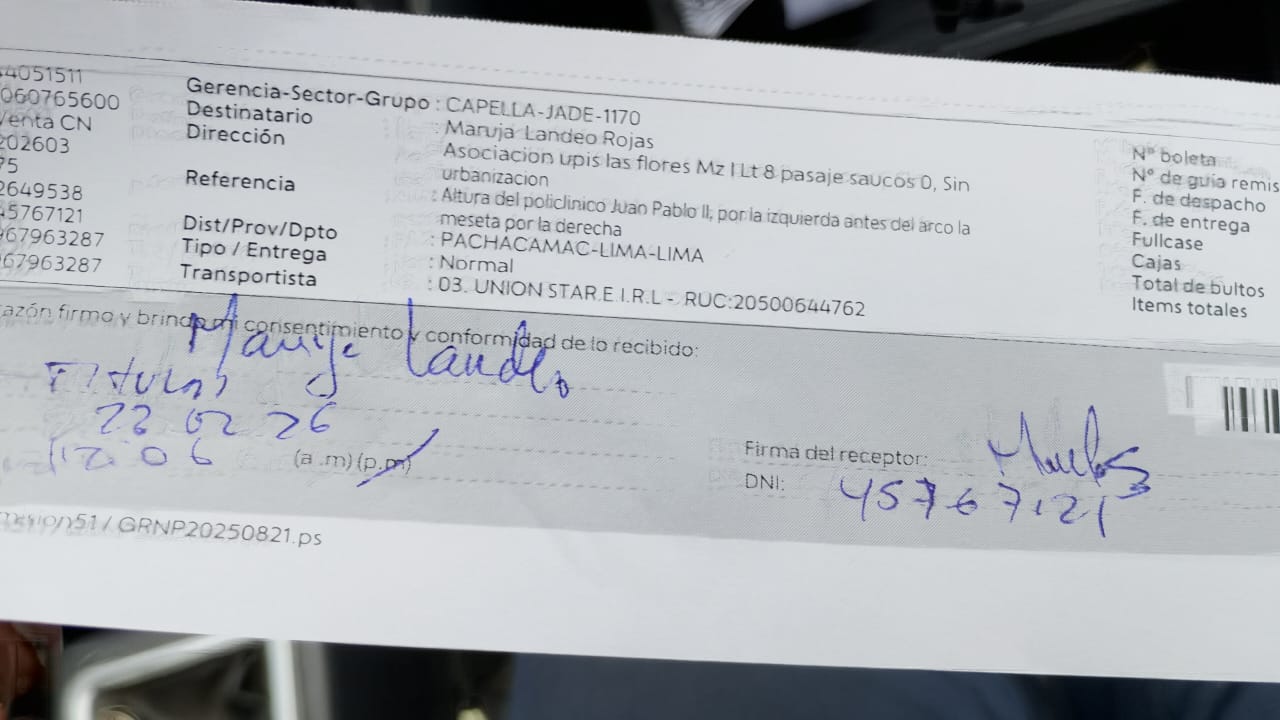 4051511
060765600
Venta CN
202603
75
2649538
45767121
967963287
967963287
Gerencia-Sector-Grupo : CAPELLA-JADE-1170
Destinatario : Maruja Landeo Rojas
Dirección : Asociacion upis las flores Mz I Lt 8 pasaje saucos 0, Sin
urbanizacion
Referencia : Altura del policlinico Juan Pablo II; por la izquierda antes del arco la
meseta por la derecha
Dist/Prov/Dpto : PACHACAMAC-LIMA-LIMA
Tipo / Entrega : Normal
Transportista : 03. UNION STAR.E.I.R.L - RUC:20500644762
Nº boleta
Nº de guia remis
F. de despacho
F. de entrega
Fullcase
Cajas
Total de bultos
Items totales
azón firmo y brindo mi consentimiento y conformidad de lo recibido:
Maruja Landeo
Titular
12 06 (a.m) (p.m)
Firma del receptor:
DNI: 45767121
/ GRNP20250821.ps